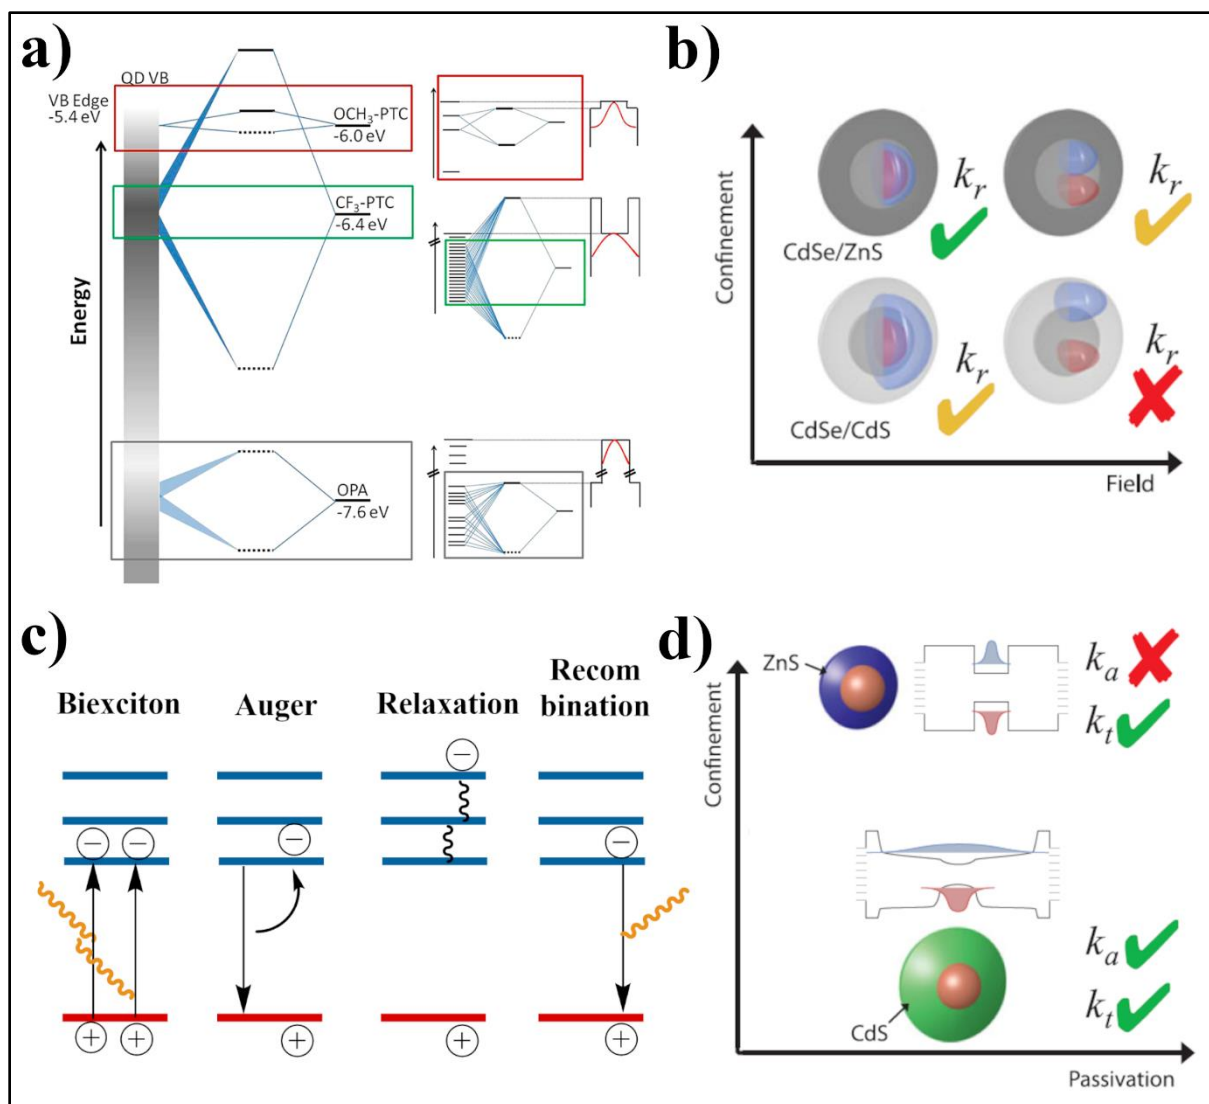 a)
QD VB
VB Edge
-5.4 eV
OCH₃-PTC
-6.0 eV
CF₃-PTC
-6.4 eV
Energy
OPA
-7.6 eV
b)
Confinement
kᵣ
kᵣ
CdSe/ZnS
kᵣ
kᵣ
CdSe/CdS
Field
c)
Biexciton
Auger
Relaxation
Recom
bination
− − − − −
+ + + + +
d)
ZnS
Confinement
kₐ
kₜ
kₐ
kₜ
CdS
Passivation